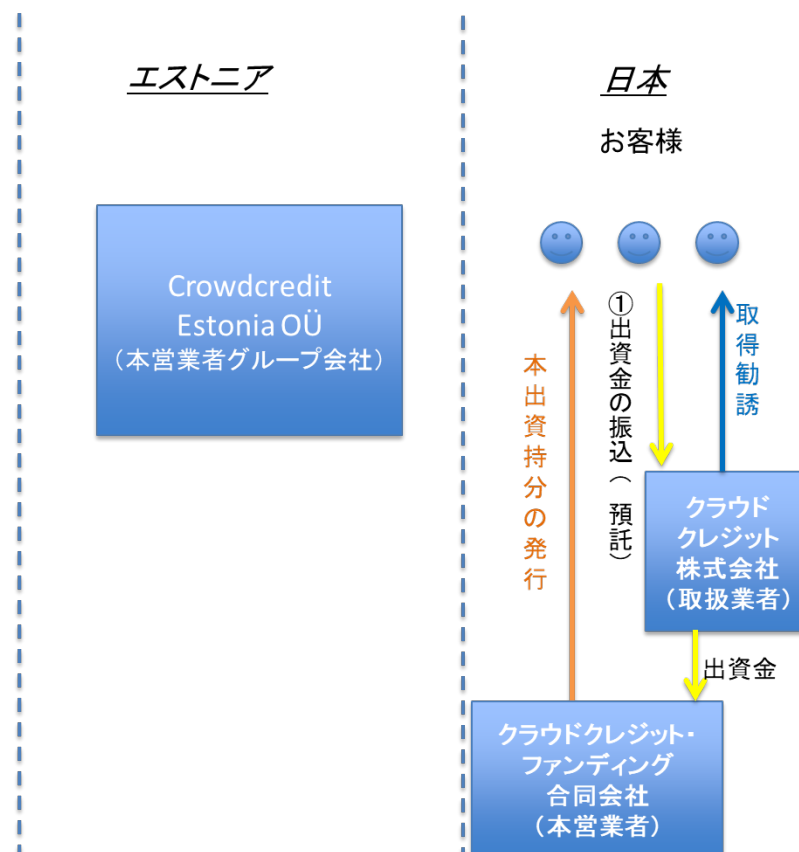 エストニア
日本
お客様
Crowdcredit
Estonia OÜ
（本営業者グループ会社）
本出資持分の発行
①出資金の振込（　預託）
取得勧誘
クラウド
クレジット
株式会社
（取扱業者）
出資金
クラウドクレジット・
ファンディング
合同会社
（本営業者）